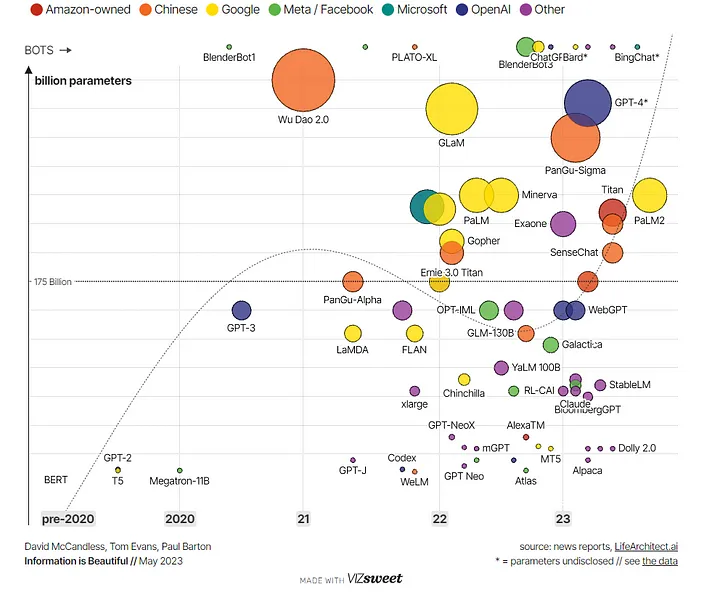 Amazon-owned Chinese Google Meta / Facebook Microsoft OpenAI Other
BOTS →
BlenderBot1
PLATO-XL
BlenderBot3
ChatGPT
Bard*
BingChat*
billion parameters
Wu Dao 2.0
GLaM
GPT-4*
PanGu-Sigma
Minerva
Titan
PaLM
PaLM2
Exaone
Gopher
SenseChat
Ernie 3.0 Titan
175 Billion
PanGu-Alpha
OPT-IML
WebGPT
GPT-3
GLM-130B
LaMDA
FLAN
Galactica
YaLM 100B
Chinchilla
RL-CAI
StableLM
xlarge
Claude
BloombergGPT
GPT-NeoX
AlexaTM
mGPT
Dolly 2.0
GPT-2
Codex
MT5
BERT
T5
Megatron-11B
GPT-J
WeLM
GPT Neo
Atlas
Alpaca
pre-2020 2020 21 22 23
David McCandless, Tom Evans, Paul Barton
Information is Beautiful // May 2023
source: news reports, LifeArchitect.ai
* = parameters undisclosed // see the data
MADE WITH VIZsweet